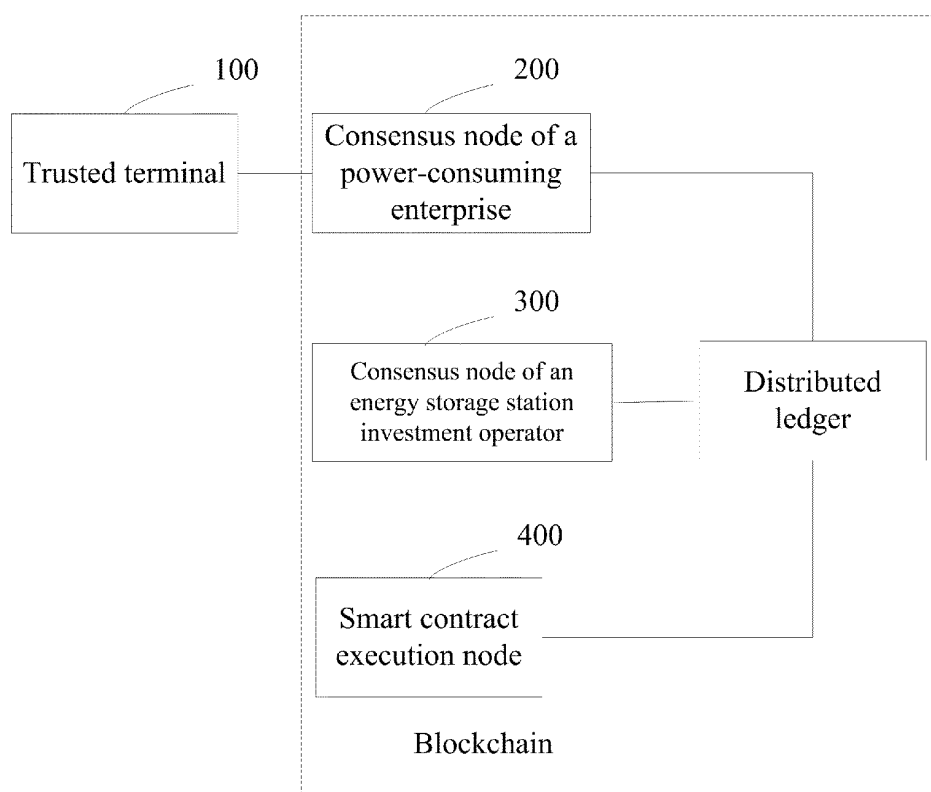 100
200
Trusted terminal
Consensus node of a
power-consuming
enterprise
300
Consensus node of an
energy storage station
investment operator
Distributed
ledger
400
Smart contract
execution node
Blockchain